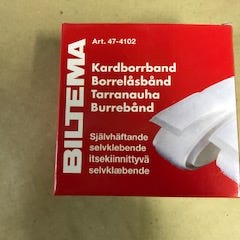 BILTEMA
Art. 47-4102
Kardborrband
Borrelåsbånd
Tarranauha
Burrebånd
Självhäftande
selvklebende
itsekiinnittyvä
selvklæbende